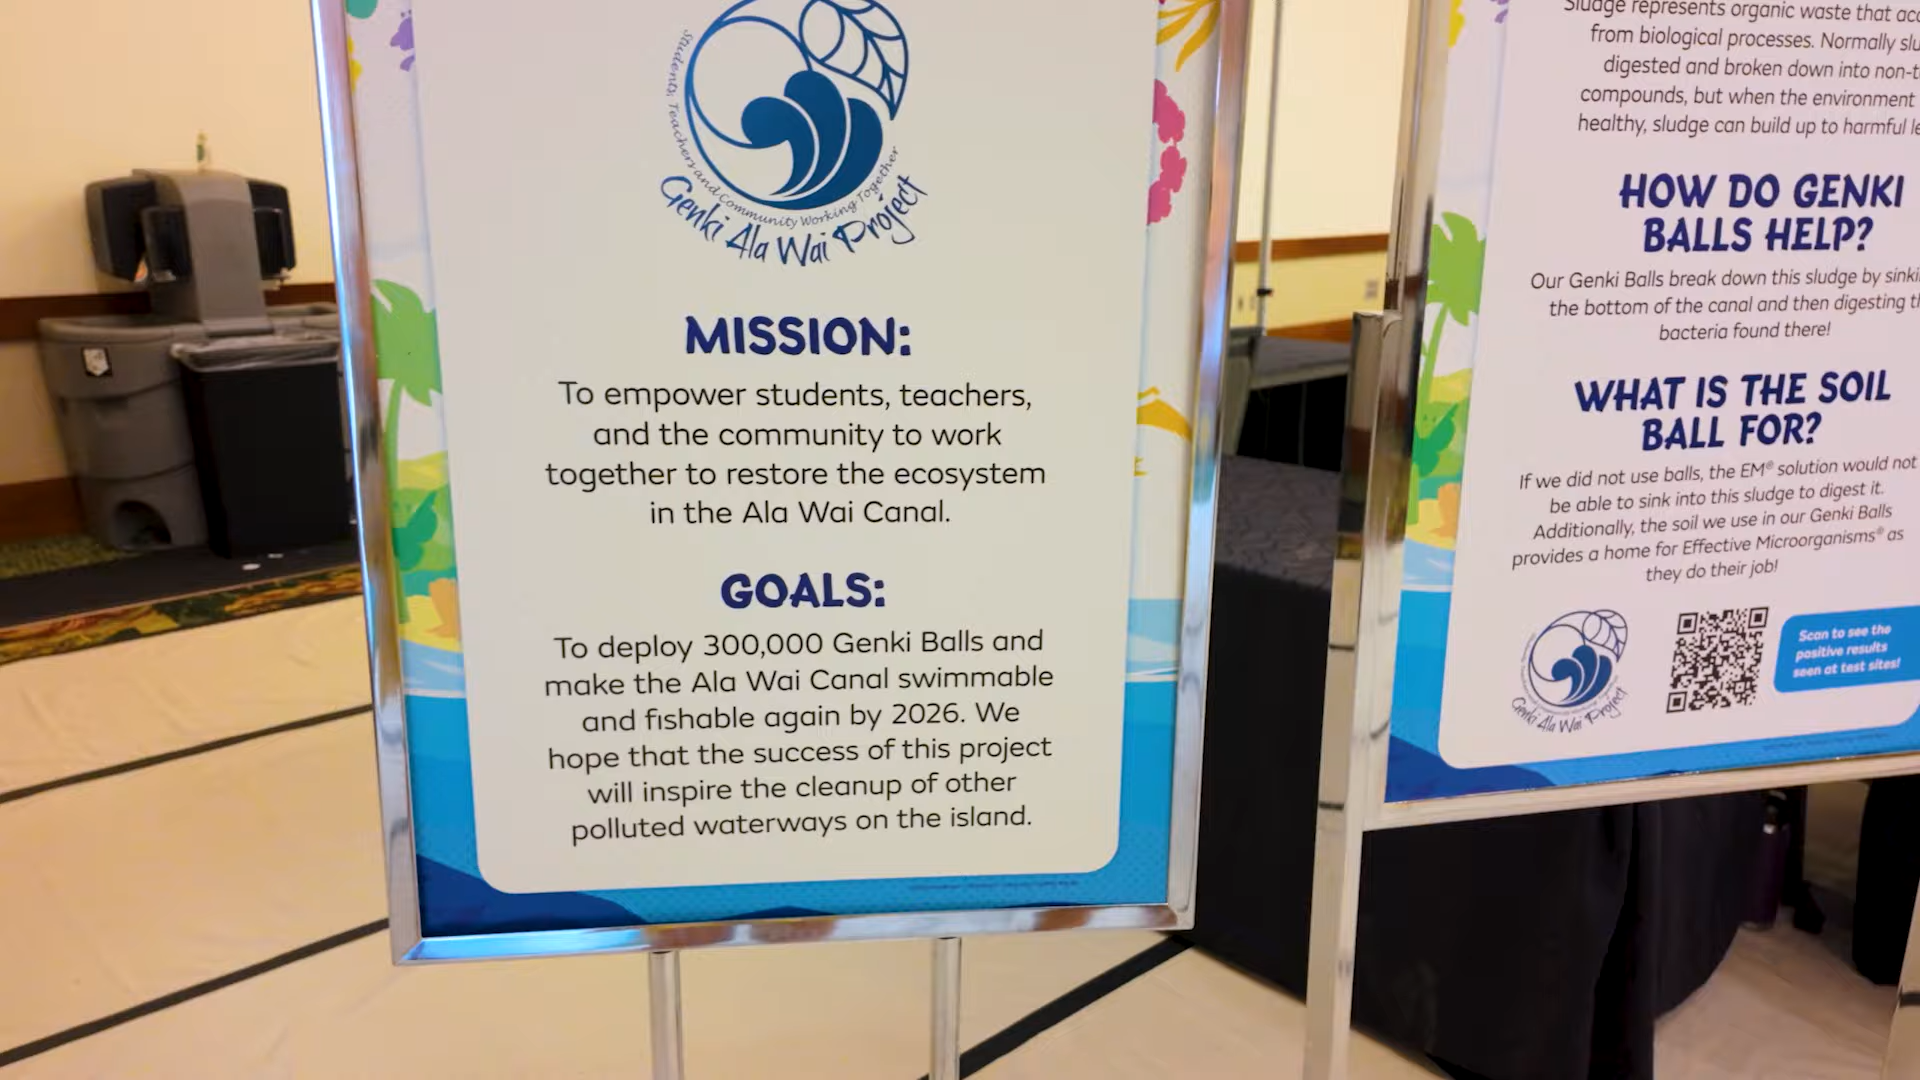 Students, Teachers and Community Working Together
Genki Ala Wai Project
MISSION:
To empower students, teachers,
and the community to work
together to restore the ecosystem
in the Ala Wai Canal.
GOALS:
To deploy 300,000 Genki Balls and
make the Ala Wai Canal swimmable
and fishable again by 2026. We
hope that the success of this project
will inspire the cleanup of other
polluted waterways on the island.
Sludge represents organic waste that
from biological processes. Normally
digested and broken down into
compounds, but when the environment
healthy, sludge can build up to harmful
HOW DO GENKI
BALLS HELP?
Our Genki Balls break down this sludge by
the bottom of the canal and then digesting
bacteria found there!
WHAT IS THE SOIL
BALL FOR?
If we did not use balls, the EM® solution would not
be able to sink into this sludge to digest it.
Additionally, the soil we use in our Genki Balls
provides a home for Effective Microorganisms® as
they do their job!
Genki Ala Wai Project
Scan to see the
positive results
seen at test sites!